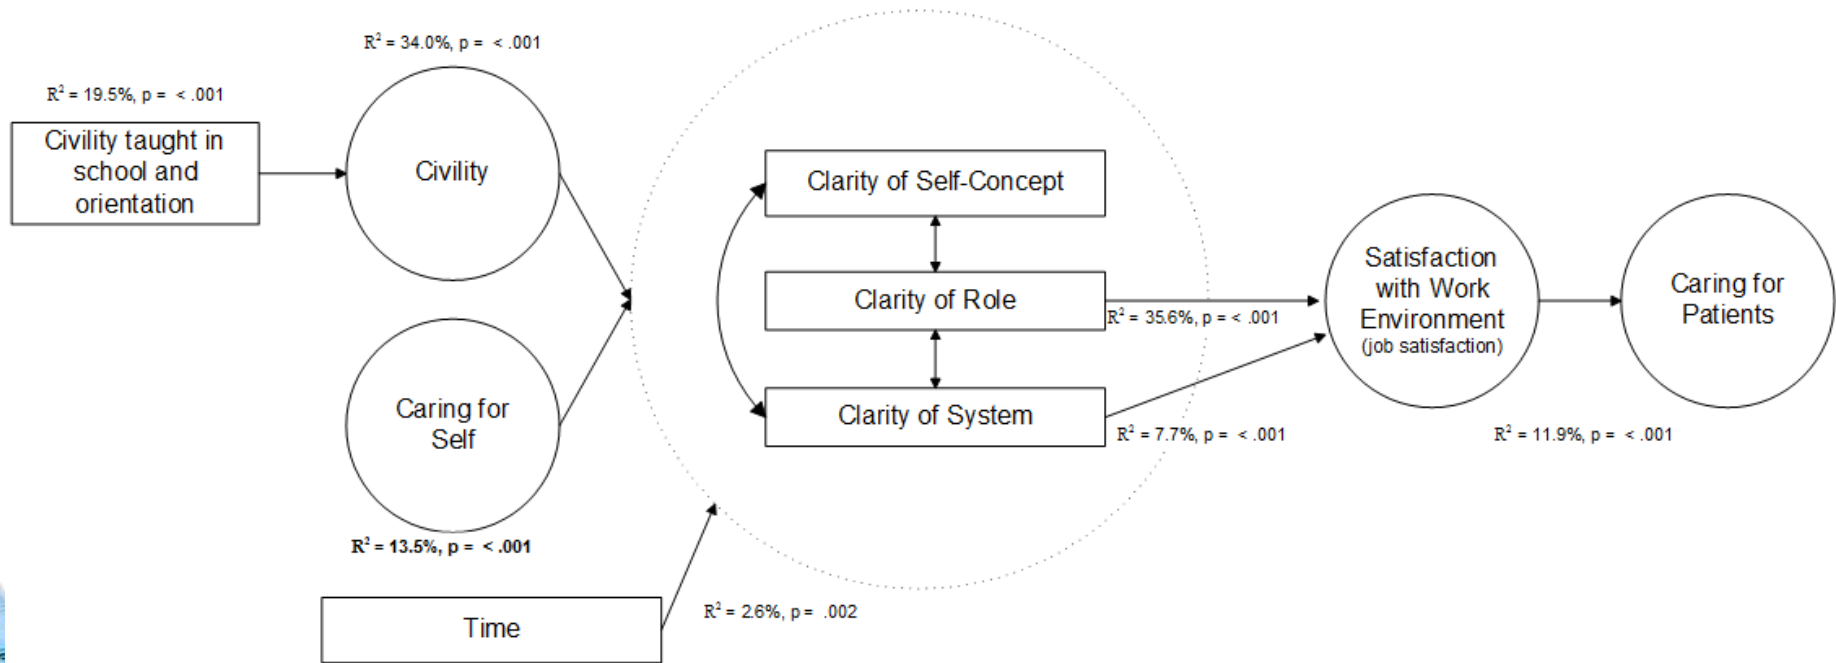 R² = 34.0%, p = < .001
R² = 19.5%, p = < .001
Civility taught in
school and
orientation
Civility
Caring for
Self
R² = 13.5%, p = < .001
Time
R² = 2.6%, p = .002
Clarity of Self-Concept
Clarity of Role
Clarity of System
R² = 35.6%, p = < .001
R² = 7.7%, p = < .001
Satisfaction
with Work
Environment
(job satisfaction)
R² = 11.9%, p = < .001
Caring for
Patients